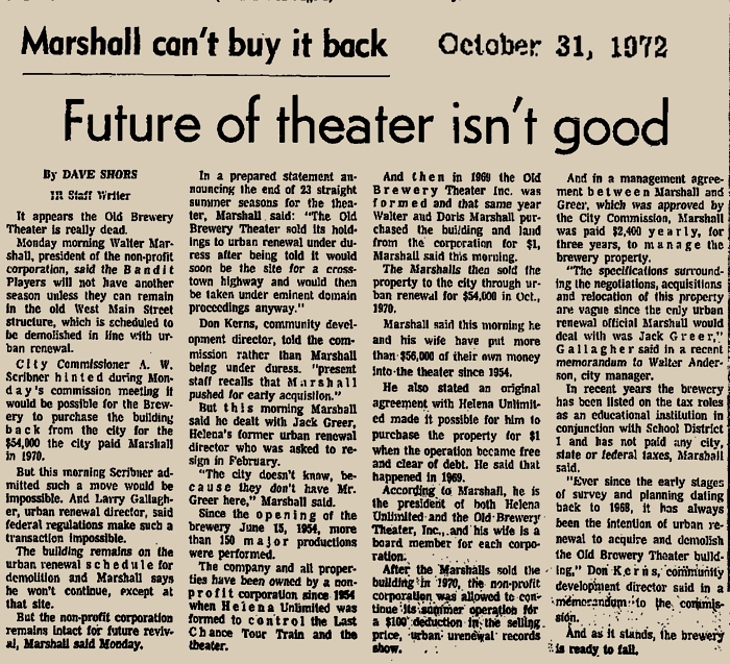 Marshall can't buy it back
October 31, 1972
Future of theater isn't good
By DAVE SHORS
IR Staff Writer
It appears the Old Brewery
Theater is really dead.
Monday morning Walter Mar-
shall, president of the non-profit
corporation, said the Bandit
Players will not have another
season unless they can remain
in the old West Main Street
structure, which is scheduled to
be demolished in line with ur-
ban renewal.
City Commissioner A. W.
Scribner hinted during Mon-
day's commission meeting it
would be possible for the Brew-
ery to purchase the building
back from the city for the
$54,000 the city paid Marshall
in 1970.
But this morning Scribner ad-
mitted such a move would be
impossible. And Larry Gallagh-
er, urban renewal director, said
federal regulations make such a
transaction impossible.
The building remains on the
urban renewal schedule for
demolition and Marshall says
he won't continue, except at
that site.
But the non-profit corporation
remains intact for future reviv-
al, Marshall said Monday.
In a prepared statement an-
nouncing the end of 23 straight
summer seasons for the thea-
ter, Marshall said: "The Old
Brewery Theater sold its hold-
ings to urban renewal under du-
ress after being told it would
soon be the site for a cross-
town highway and would then
be taken under eminent domain
proceedings anyway."
Don Kerns, community devel-
opment director, told the com-
mission rather than Marshall
being under duress. "present
staff recalls that Marshall
pushed for early acquisition."
But this morning Marshall
said he dealt with Jack Greer,
Helena's former urban renewal
director who was asked to re-
sign in February.
"The city doesn't know, be-
cause they don't have Mr.
Greer here," Marshall said.
Since the opening of the
brewery June 15, 1954, more
than 150 major productions
were performed.
The company and all proper-
ties have been owned by a non-
profit corporation since 1954
when Helena Unlimited was
formed to control the Last
Chance Tour Train and the
theater.
And then in 1969 the Old
Brewery Theater Inc. was
formed and that same year
Walter and Doris Marshall pur-
chased the building and land
from the corporation for $1,
Marshall said this morning.
The Marshalls then sold the
property to the city through ur-
ban renewal for $54,000 in Oct.,
1970.
Marshall said this morning he
and his wife have put more
than $56,000 of their own money
into the theater since 1954.
He also stated an original
agreement with Helena Unlimit-
ed made it possible for him to
purchase the property for $1
when the operation became free
and clear of debt. He said that
happened in 1969.
According to Marshall, he is
the president of both Helena
Unlimited and the Old Brewery
Theater, Inc., and his wife is a
board member for each corpo-
ration.
After the Marshalls sold the
building in 1970, the non-profit
corporation was allowed to con-
tinue its summer operation for
a $100 deduction in the selling
price, urban urenewal records
show.
And in a management agree-
ment between Marshall and
Greer, which was approved by
the City Commission, Marshall
was paid $2,400 yearly, for
three years, to manage the
brewery property.
"The specifications surround-
ing the negotiations, acquisitions
and relocation of this property
are vague since the only urban
renewal official Marshall would
deal with was Jack Greer,"
Gallagher said in a recent
memorandum to Walter Ander-
son, city manager.
In recent years the brewery
has been listed on the tax roles
as an educational institution in
conjunction with School District
1 and has not paid any city,
state or federal taxes, Marshall
said.
"Ever since the early stages
of survey and planning dating
back to 1968, it has always
been the intention of urban re-
newal to acquire and demolish
the Old Brewery Theater build-
ing," Don Kerns, community
development director said in a
memorandum to the commis-
sion.
And as it stands, the brewery
is ready to fall.